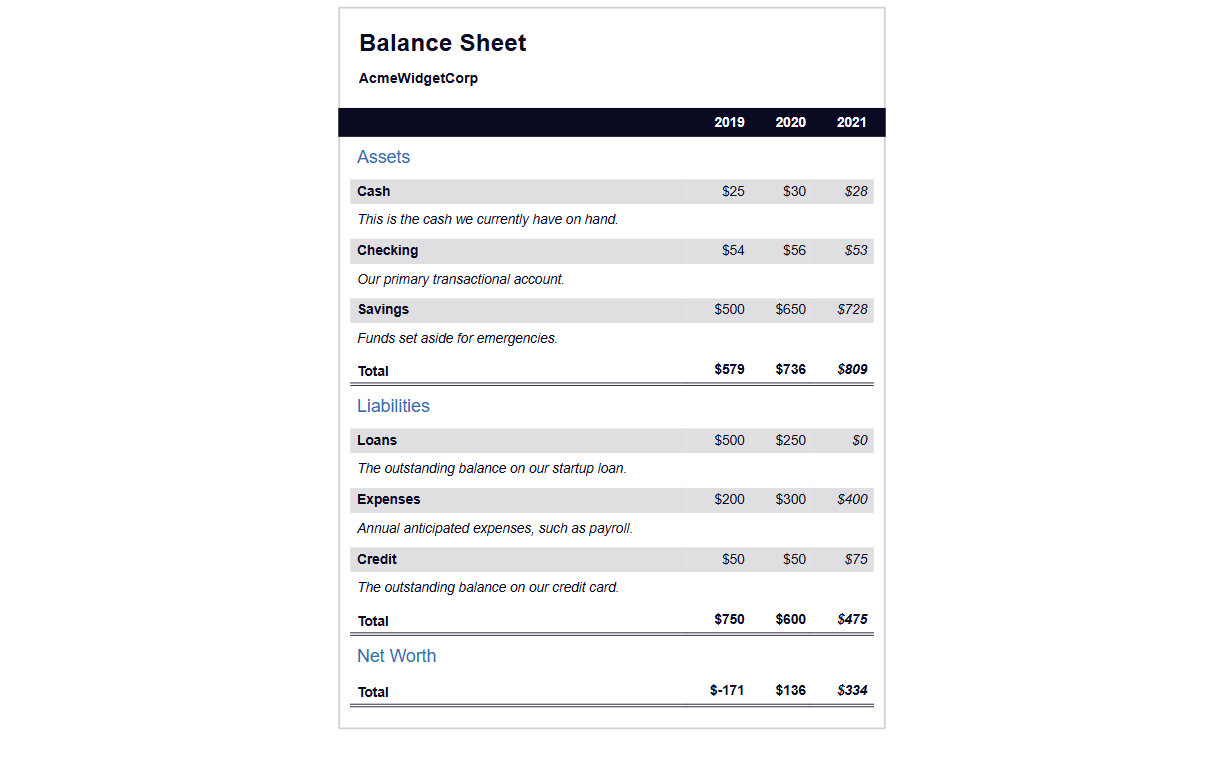 Balance Sheet
AcmeWidgetCorp
2019 2020 2021
Assets
Cash $25 $30 $28
This is the cash we currently have on hand.
Checking $54 $56 $53
Our primary transactional account.
Savings $500 $650 $728
Funds set aside for emergencies.
Total $579 $736 $809
Liabilities
Loans $500 $250 $0
The outstanding balance on our startup loan.
Expenses $200 $300 $400
Annual anticipated expenses, such as payroll.
Credit $50 $50 $75
The outstanding balance on our credit card.
Total $750 $600 $475
Net Worth
Total $-171 $136 $334